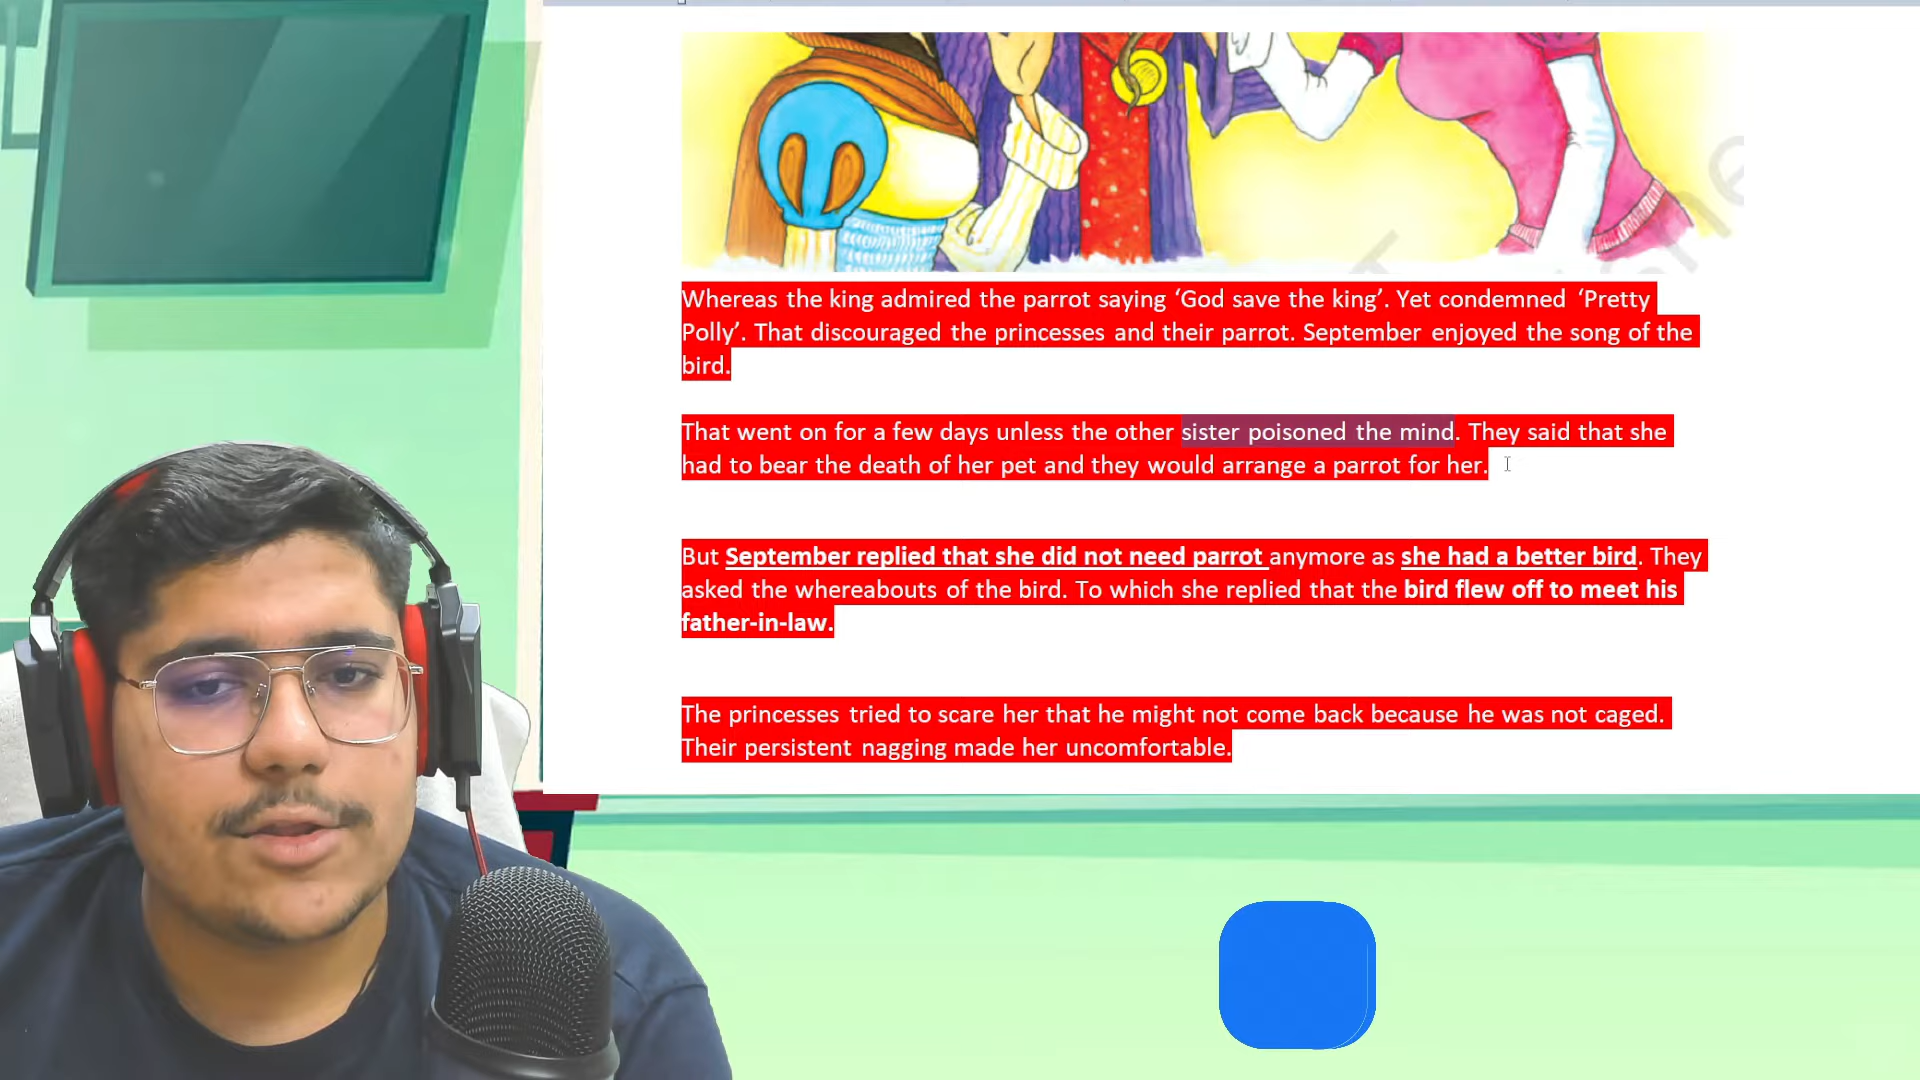 Whereas the king admired the parrot saying ‘God save the king’. Yet condemned ‘Pretty
Polly’. That discouraged the princesses and their parrot. September enjoyed the song of the
bird.
That went on for a few days unless the other sister poisoned the mind. They said that she
had to bear the death of her pet and they would arrange a parrot for her.
But September replied that she did not need parrot anymore as she had a better bird. They
asked the whereabouts of the bird. To which she replied that the bird flew off to meet his
father-in-law.
The princesses tried to scare her that he might not come back because he was not caged.
Their persistent nagging made her uncomfortable.